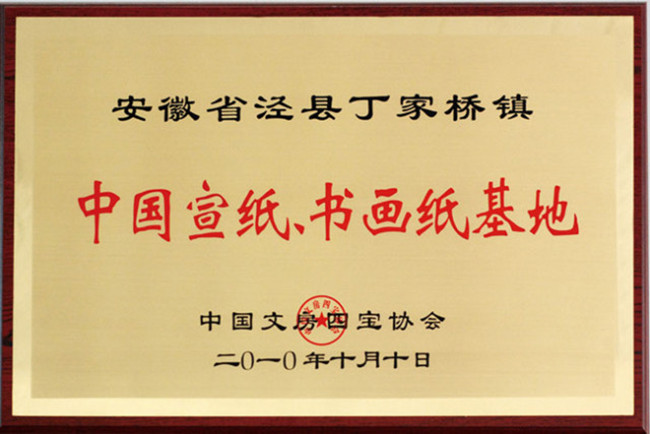 安徽省泾县丁家桥镇
中国宣纸、书画纸基地
中国文房四宝协会
二0一0年十月十日